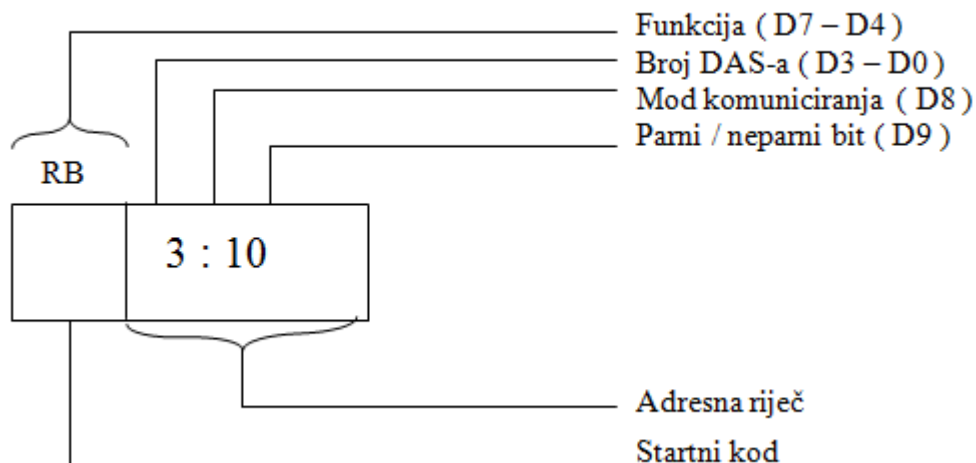 Funkcija ( D7 – D4 )
Broj DAS-a ( D3 – D0 )
Mod komuniciranja ( D8 )
Parni / neparni bit ( D9 )
RB
3 : 10
Adresna riječ
Startni kod